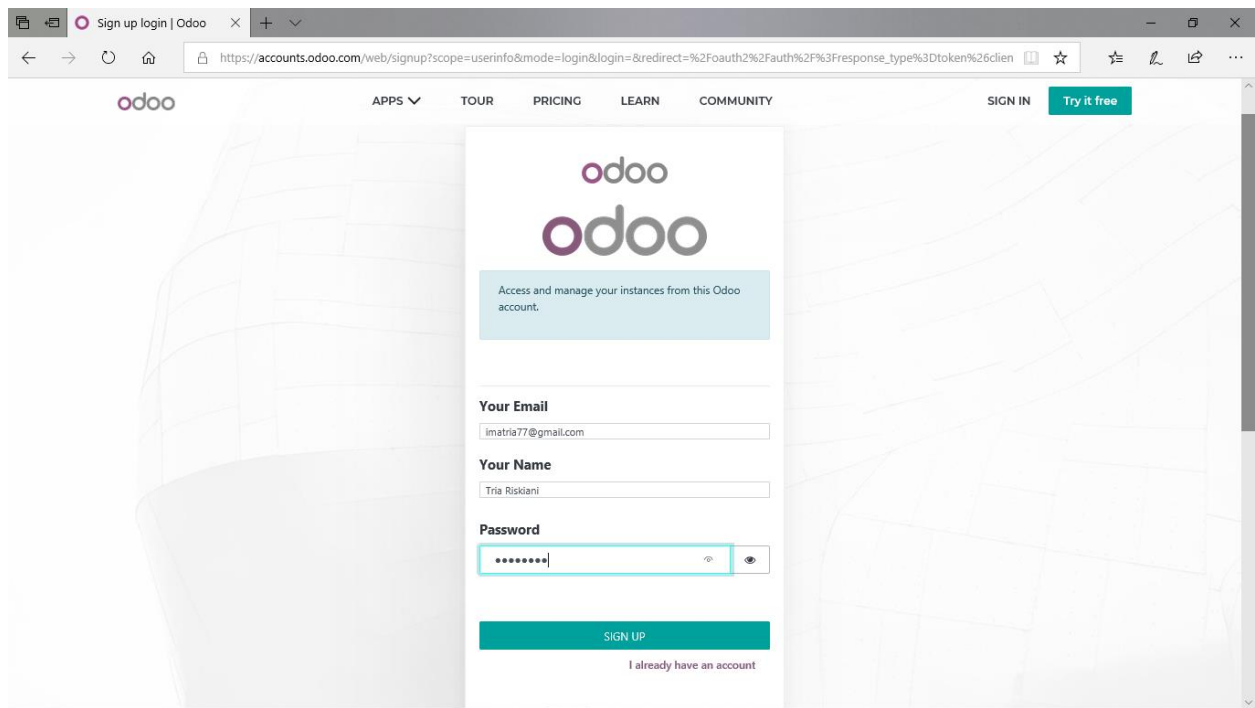 Sign up login | Odoo
https://accounts.odoo.com/web/signup?scope=userinfo&mode=login&login=&redirect=%2Foauth2%2Fauth%2F%3Fresponse_type%3Dtoken%26clien
odoo APPS TOUR PRICING LEARN COMMUNITY SIGN IN Try it free
odoo
odoo
Access and manage your instances from this Odoo
account.
Your Email
imatria77@gmail.com
Your Name
Tria Riskiani
Password
SIGN UP
I already have an account